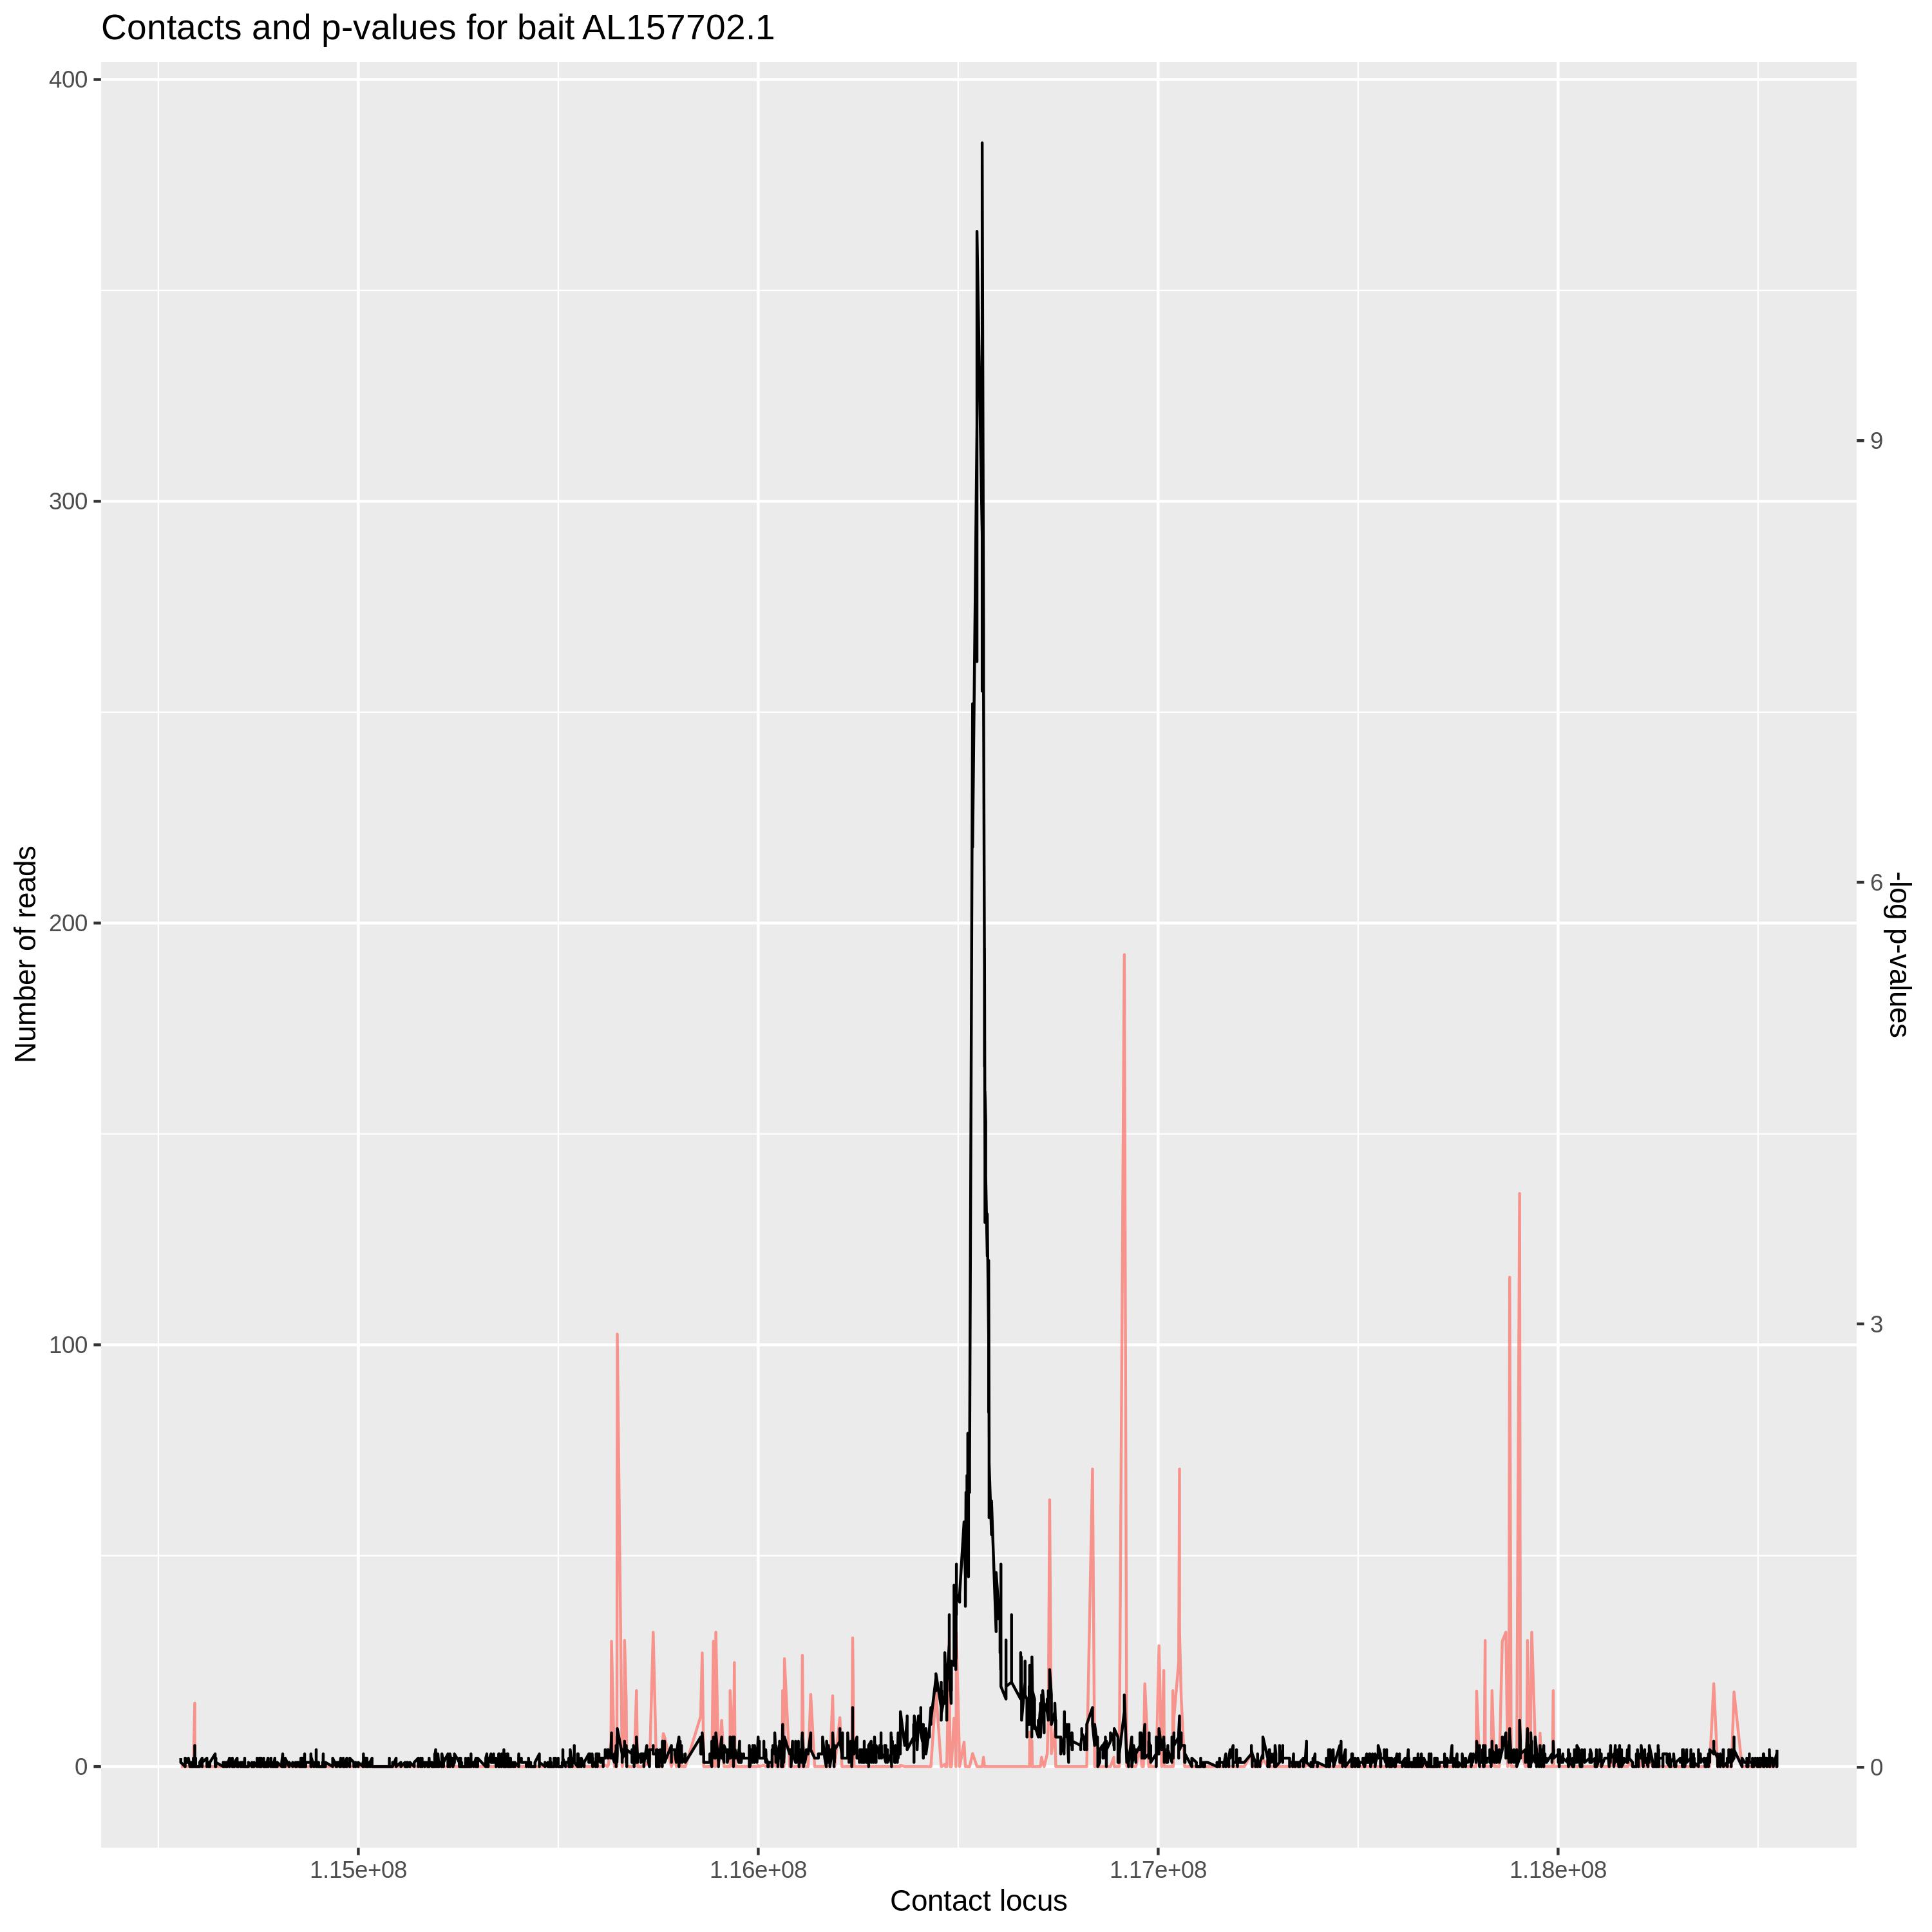 Contacts and p-values for bait AL157702.1
400
300
200
100
0
9
6
3
0
Number of reads
-log p-values
1.15e+08
1.16e+08
1.17e+08
1.18e+08
Contact locus